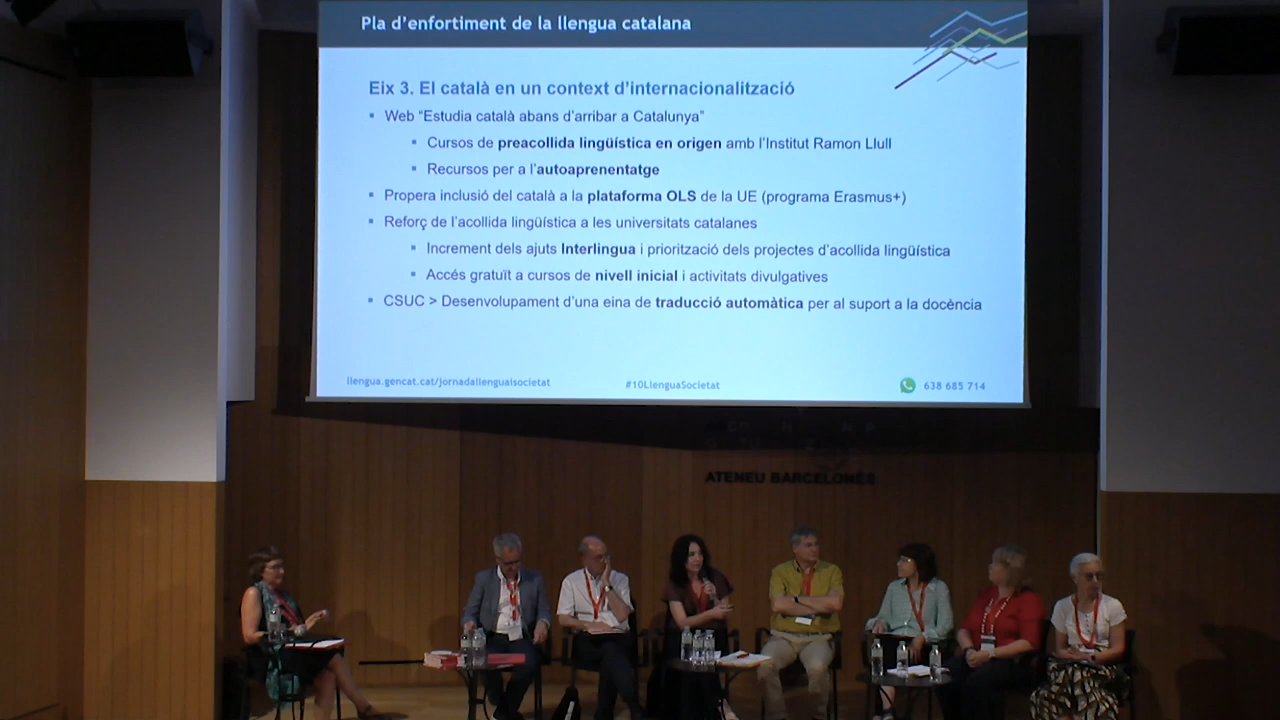 Pla d'enfortiment de la llengua catalana
Eix 3. El català en un context d'internacionalització
▪ Web "Estudia català abans d'arribar a Catalunya"
▪ Cursos de preacollida lingüística en origen amb l'Institut Ramon Llull
▪ Recursos per a l'autoaprenentatge
▪ Propera inclusió del català a la plataforma OLS de la UE (programa Erasmus+)
▪ Reforç de l'acollida lingüística a les universitats catalanes
▪ Increment dels ajuts Interlingua i priorització dels projectes d'acollida lingüística
▪ Accés gratuït a cursos de nivell inicial i activitats divulgatives
▪ CSUC > Desenvolupament d'una eina de traducció automàtica per al suport a la docència
llengua.gencat.cat/jornadallenguaisocietat
#10LlenguaSocietat
638 685 714
ATENEU BARCELONÈS